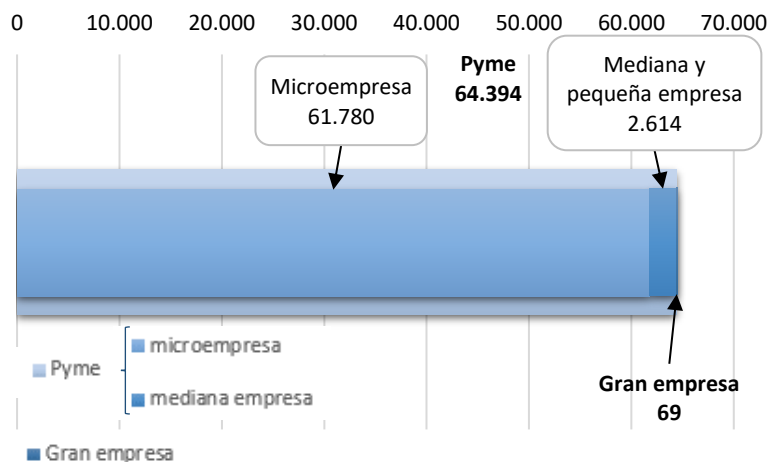 0 10.000 20.000 30.000 40.000 50.000 60.000 70.000
Microempresa
61.780
Pyme
64.394
Mediana y
pequeña empresa
2.614
microempresa
Pyme
mediana empresa
Gran empresa
69
Gran empresa